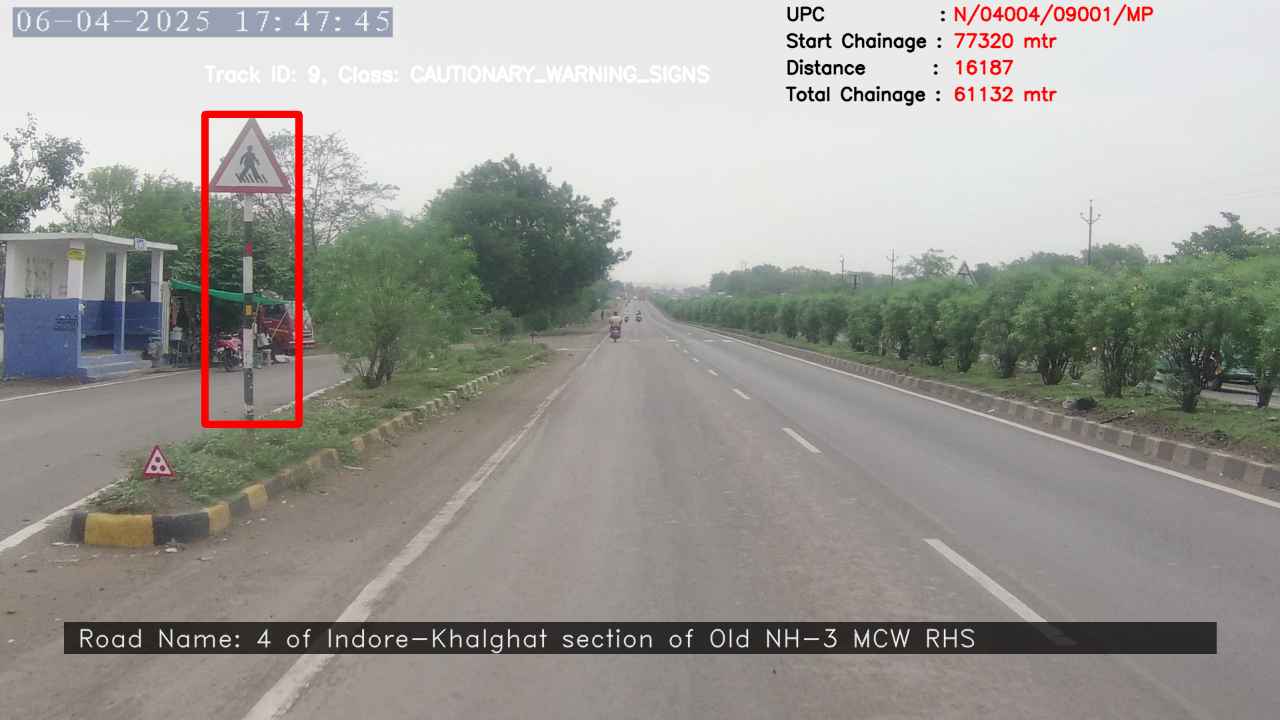 06-04-2025 17:47:45
UPC : N/04004/09001/MP
Start Chainage : 77320 mtr
Distance : 16187
Total Chainage : 61132 mtr
Track ID: 9, Class: CAUTIONARY_WARNING_SIGNS
Road Name: 4 of Indore-Khalghat section of Old NH-3 MCW RHS